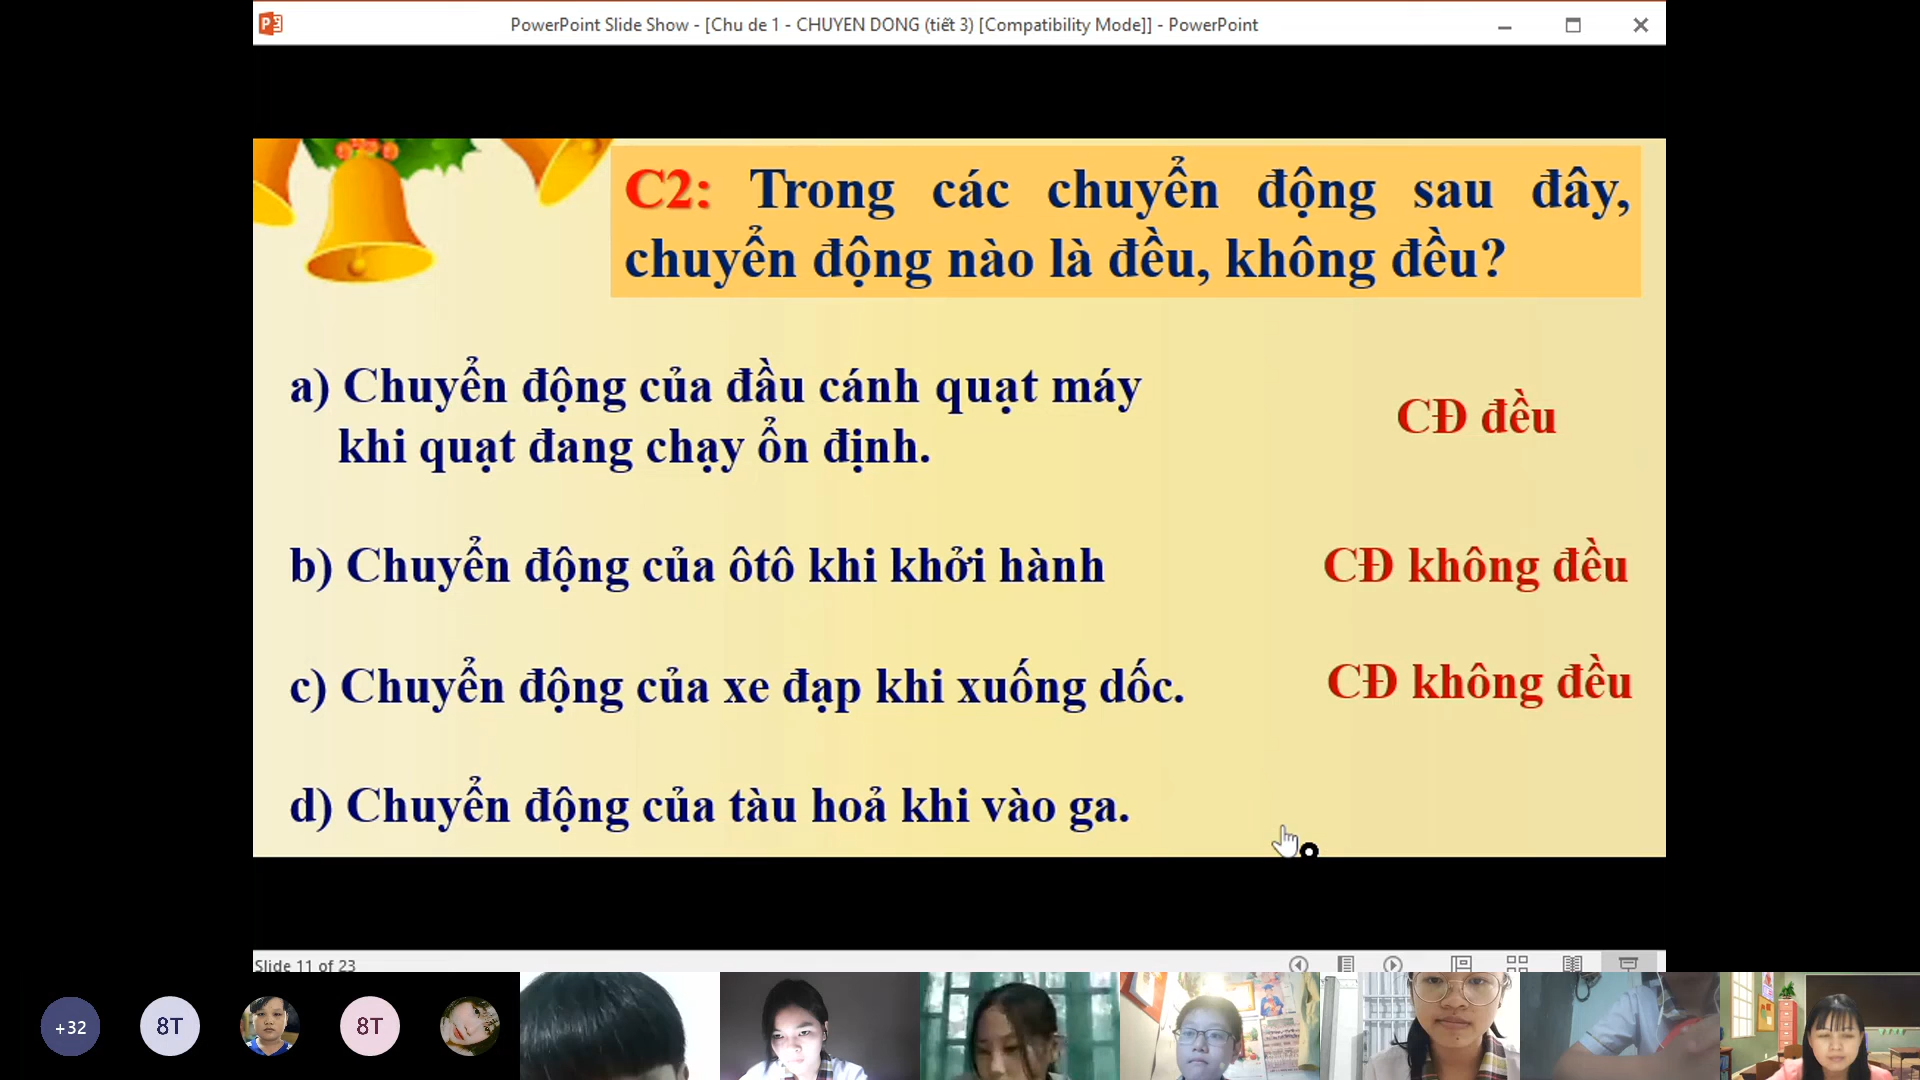 PowerPoint Slide Show - [Chu de 1 - CHUYEN DONG (tiết 3) [Compatibility Mode]] - PowerPoint
C2: Trong các chuyển động sau đây,
chuyển động nào là đều, không đều?
a) Chuyển động của đầu cánh quạt máy
khi quạt đang chạy ổn định.
CĐ đều
b) Chuyển động của ôtô khi khởi hành
CĐ không đều
c) Chuyển động của xe đạp khi xuống dốc.
CĐ không đều
d) Chuyển động của tàu hoả khi vào ga.
Slide 11 of 23
+32
8T
8T